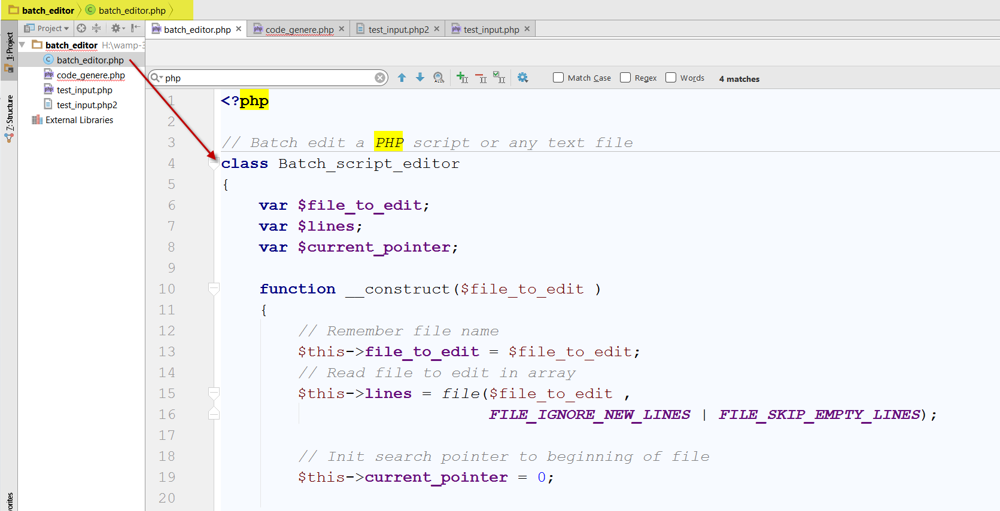 batch_editor batch_editor.php
1: Project
7: Structure
Project
batch_editor H:\wamp-3
batch_editor.php
code_genere.php
test_input.php
test_input.php2
External Libraries
batch_editor.php code_genere.php test_input.php2 test_input.php
php Match Case Regex Words 4 matches
1 <?php
2
3 // Batch edit a PHP script or any text file
4 class Batch_script_editor
5 {
6 var $file_to_edit;
7 var $lines;
8 var $current_pointer;
9
10 function __construct($file_to_edit )
11 {
12 // Remember file name
13 $this->file_to_edit = $file_to_edit;
14 // Read file to edit in array
15 $this->lines = file($file_to_edit ,
16 FILE_IGNORE_NEW_LINES | FILE_SKIP_EMPTY_LINES);
17
18 // Init search pointer to beginning of file
19 $this->current_pointer = 0;
20